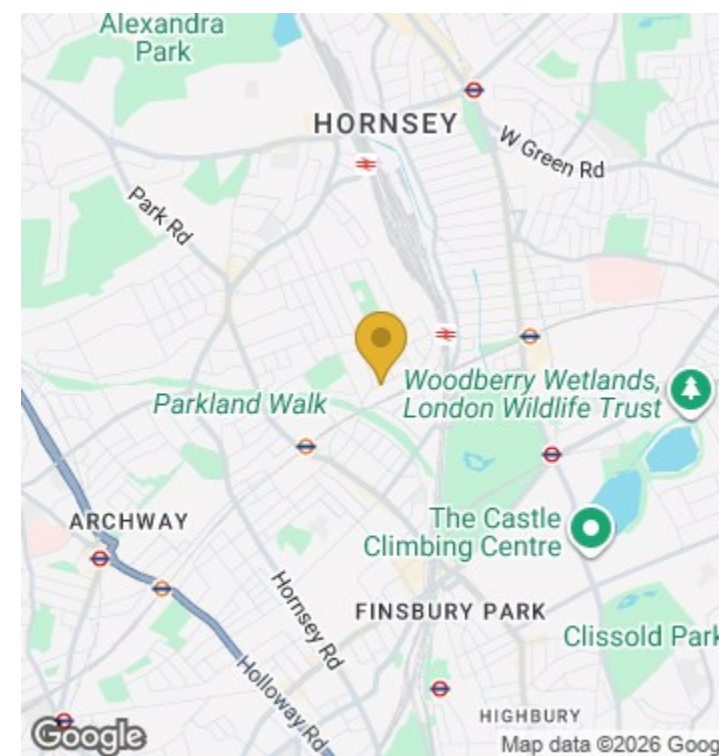 Alexandra
Park
HORNSEY
W Green Rd
Park Rd
Parkland Walk
Woodberry Wetlands,
London Wildlife Trust
ARCHWAY
The Castle
Climbing Centre
Hornsey Rd
FINSBURY PARK
Clissold Park
Holloway Rd
HIGHBURY
Google
Map data ©2026 Goog